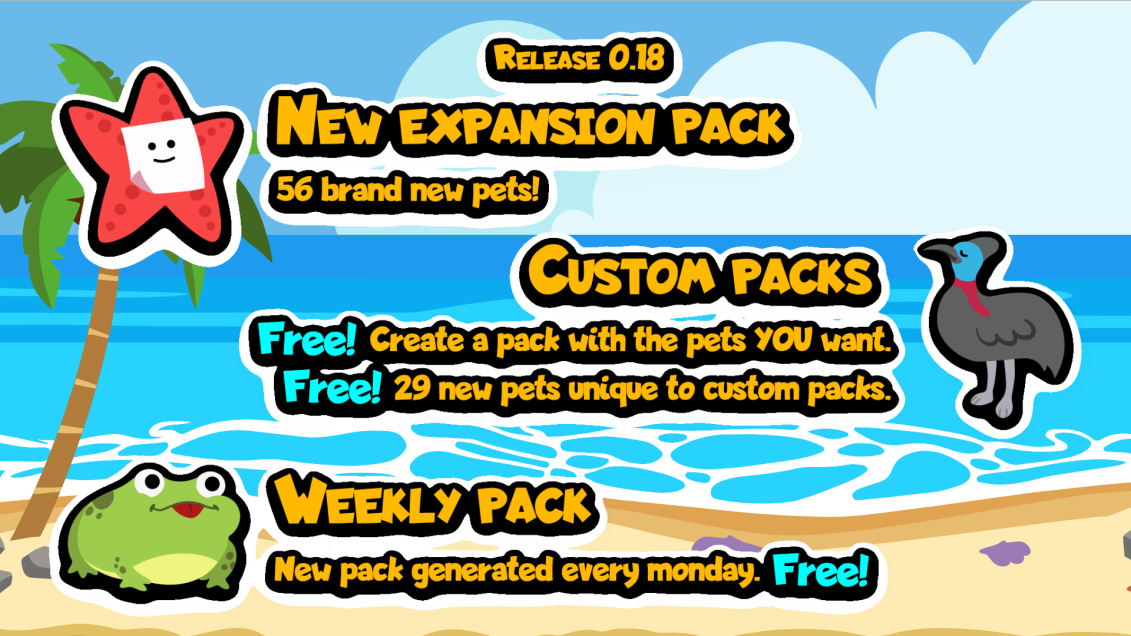 Release 0.18
New expansion pack
56 brand new pets!
Custom packs
Free! Create a pack with the pets YOU want.
Free! 29 new pets unique to custom packs.
Weekly pack
New pack generated every monday. Free!